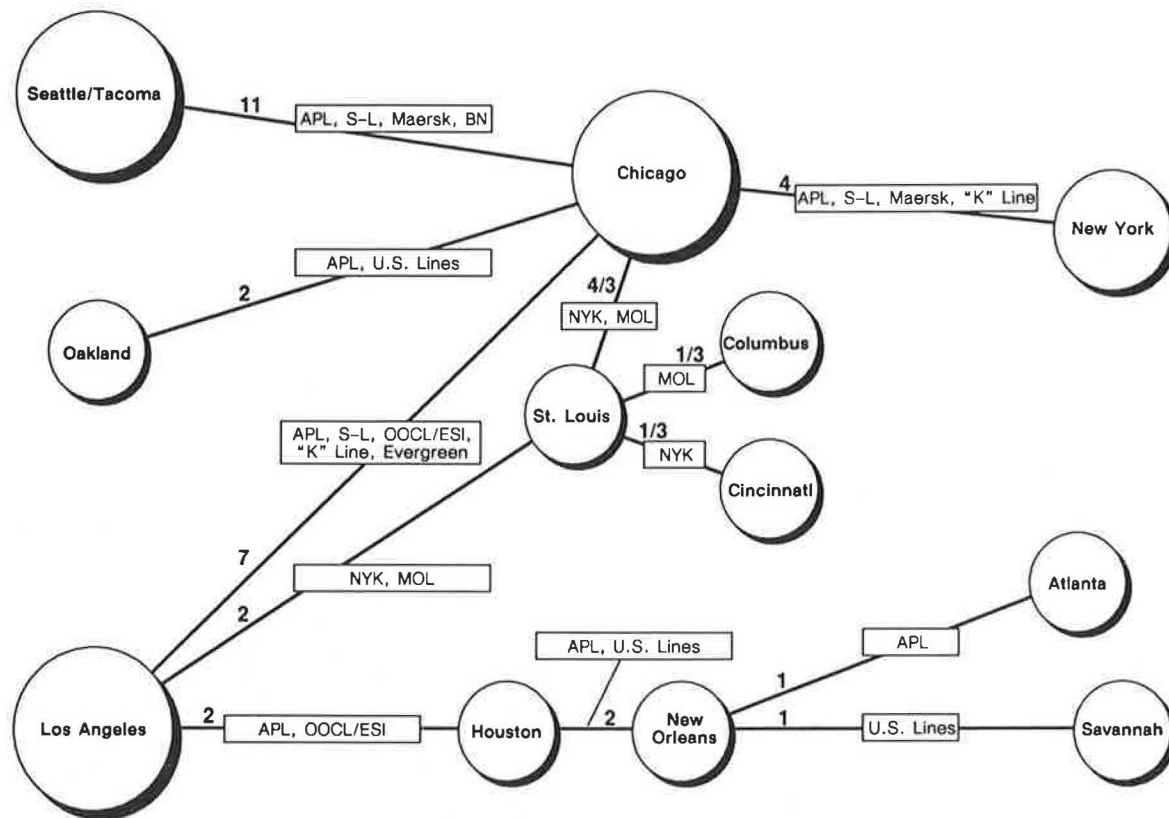 Seattle/Tacoma
11
APL, S-L, Maersk, BN
Chicago
4
APL, S-L, Maersk, "K" Line
New York
APL, U.S. Lines
2
Oakland
4/3
NYK, MOL
1/3
Columbus
MOL
St. Louis
1/3
NYK
Cincinnati
APL, S-L, OOCL/ESI,
"K" Line, Evergreen
7
NYK, MOL
2
Atlanta
APL, U.S. Lines
APL
1
Los Angeles
2
APL, OOCL/ESI
Houston
2
New
Orleans
1
U.S. Lines
Savannah